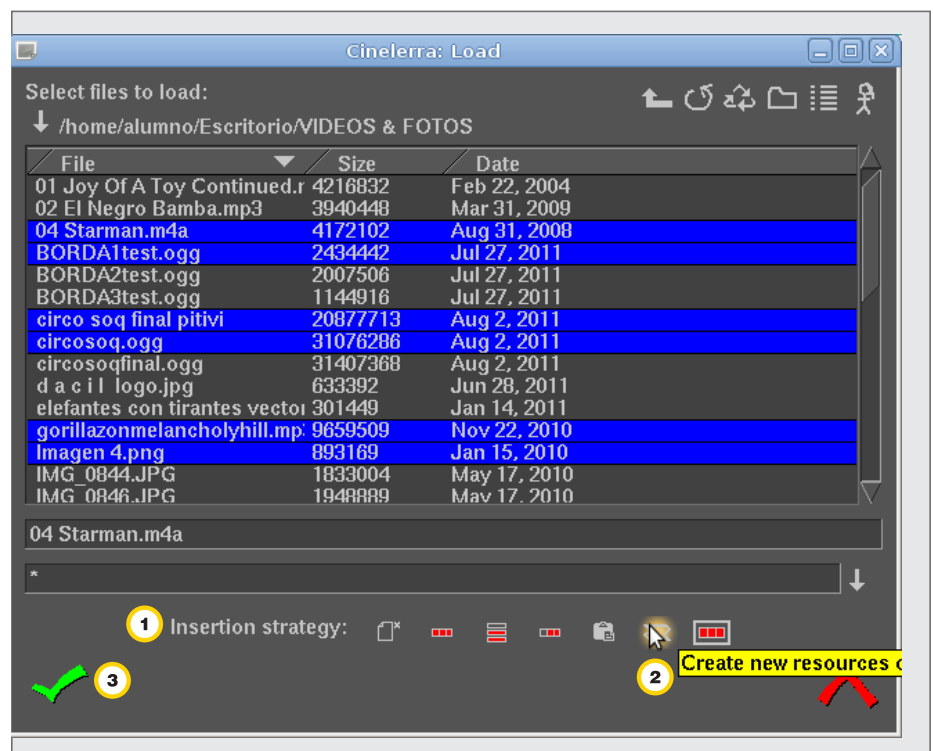 Cinelerra: Load
Select files to load:
/home/alumno/Escritorio/VIDEOS & FOTOS
File Size Date
01 Joy Of A Toy Continued.r 4216832 Feb 22, 2004
02 El Negro Bamba.mp3 3940448 Mar 31, 2009
04 Starman.m4a 4172102 Aug 31, 2008
BORDA1test.ogg 2434442 Jul 27, 2011
BORDA2test.ogg 2007506 Jul 27, 2011
BORDA3test.ogg 1144916 Jul 27, 2011
circo soq final pitivi 20877713 Aug 2, 2011
circosoq.ogg 31076286 Aug 2, 2011
circosoqfinal.ogg 31407368 Aug 2, 2011
d a c i l logo.jpg 633392 Jun 28, 2011
elefantes con tirantes vector 301449 Jan 14, 2011
gorillazonmelancholyhill.mp: 9659509 Nov 22, 2010
Imagen 4.png 893169 Jan 15, 2010
IMG_0844.JPG 1833004 May 17, 2010
IMG_0846.JPG 1948889 May 17, 2010
04 Starman.m4a
*
1 Insertion strategy:
Create new resources o
3 2